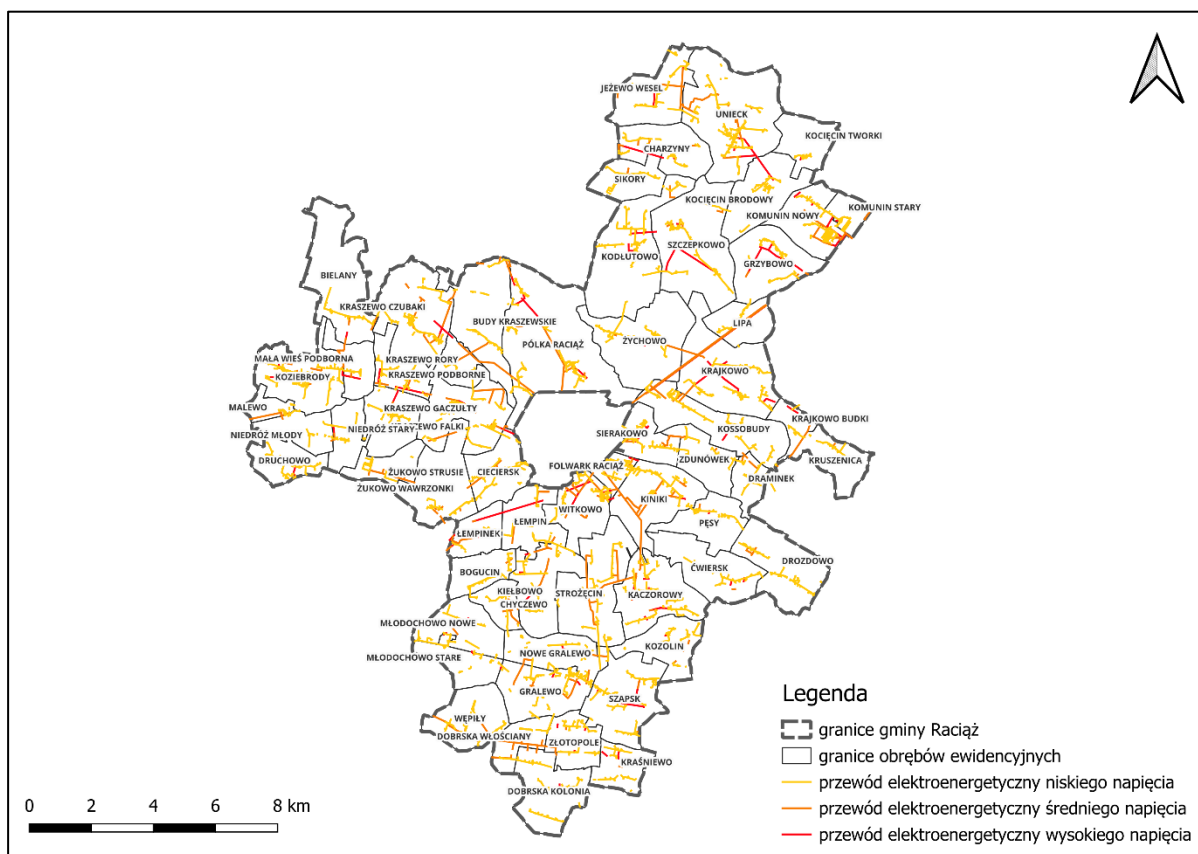 JEŻEWO WESEL
UNIECK
KOCIĘCIN TWORKI
CHARZYNY
SIKORY
KOCIĘCIN BRODOWY
KOMUNIN STARY
KOMUNIN NOWY
SZCZEPKOWO
KODŁUTOWO
GRZYBOWO
BIELANY
KRASZEWO CZUBAKI
BUDY KRASZEWSKIE
LIPA
PÓLKA RACIĄŻ
ŻYCHOWO
MAŁA WIEŚ PODBORNA
KRASZEWO RORY
KOZIEBRODY
KRASZEWO PODBORNE
KRAJKOWO
MALEWO
KRASZEWO GACZUŁTY
KRAJKOWO BUDKI
NIEDRÓŻ MŁODY
NIEDRÓŻ STARY
FALKI
SIERAKOWO
KOSSOBUDY
DRUCHOWO
ŻUKOWO STRUSIE
CIECIERSK
FOLWARK RACIĄŻ
ZDUNÓWEK
KRUSZENICA
ŻUKOWO WAWRZONKI
KINIKI
DRAMINEK
WITKOWO
ŁEMPINEK
ŁEMPIN
PĘSY
DROZDOWO
BOGUCIN
ĆWIERSK
KIEŁBOWO
STROŻĘCIN
KACZOROWY
CHYCZEWO
MŁODOCHOWO NOWE
KOZOLIN
MŁODOCHOWO STARE
NOWE GRALEWO
GRALEWO
SZAPSK
WĘPIŁY
DOBRSKA WŁOŚCIANY
ZŁOTOPOLE
KRAŚNIEWO
DOBRSKA KOLONIA
Legenda
granice gminy Raciąż
granice obrębów ewidencyjnych
przewód elektroenergetyczny niskiego napięcia
przewód elektroenergetyczny średniego napięcia
przewód elektroenergetyczny wysokiego napięcia
0 2 4 6 8 km